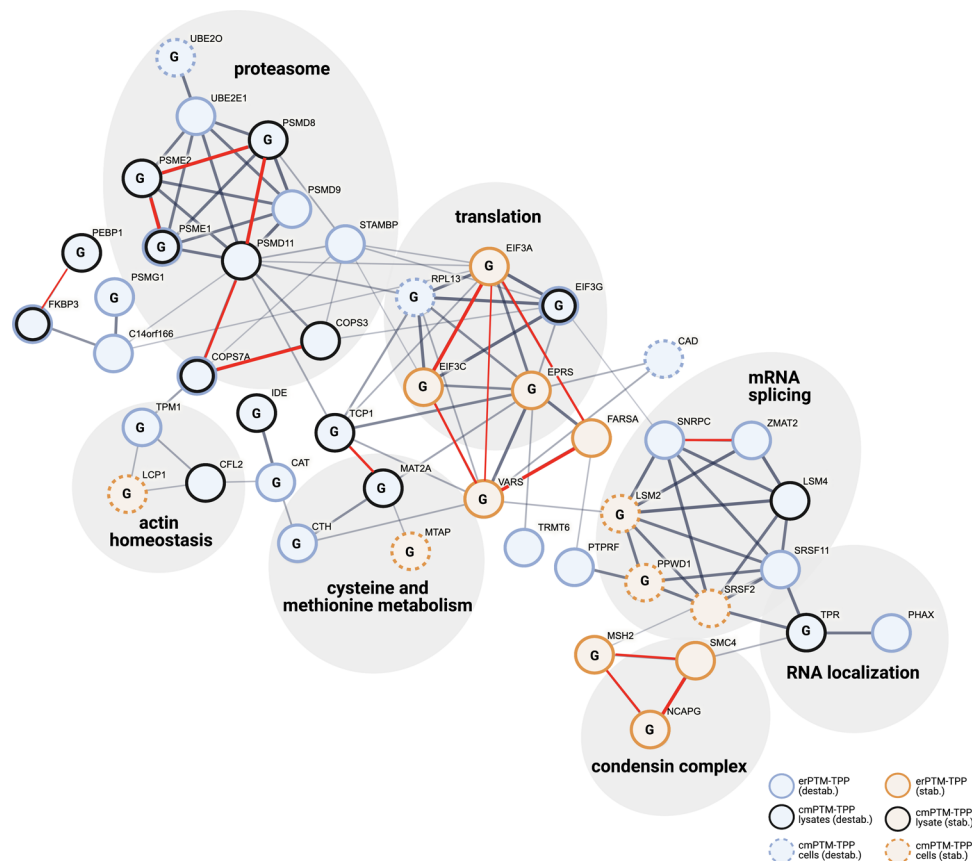 UBE2O
G
proteasome
UBE2E1
PSMD8
G
PSME2
G
PSMD9
PSME1
G
STAMBP
translation
EIF3A
G
PEBP1
G
PSMD11
PSMG1
G
RPL13
G
EIF3G
G
FKBP3
C14orf166
COPS3
COPS7A
EIF3C
G
EPRS
G
CAD
mRNA
splicing
IDE
G
TPM1
G
TCP1
G
FARSA
SNRPC
ZMAT2
LCP1
G
CFL2
CAT
G
MAT2A
G
VARS
G
LSM2
G
LSM4
actin
homeostasis
CTH
G
MTAP
G
TRMT6
PTPRF
PPWD1
G
SRSF11
SRSF2
cysteine and
methionine metabolism
TPR
G
PHAX
MSH2
G
SMC4
RNA localization
NCAPG
G
condensin complex
erPTM-TPP
(destab.)
erPTM-TPP
(stab.)
cmPTM-TPP
lysates (destab.)
cmPTM-TPP
lysate (stab.)
cmPTM-TPP
cells (destab.)
cmPTM-TPP
cells (stab.)